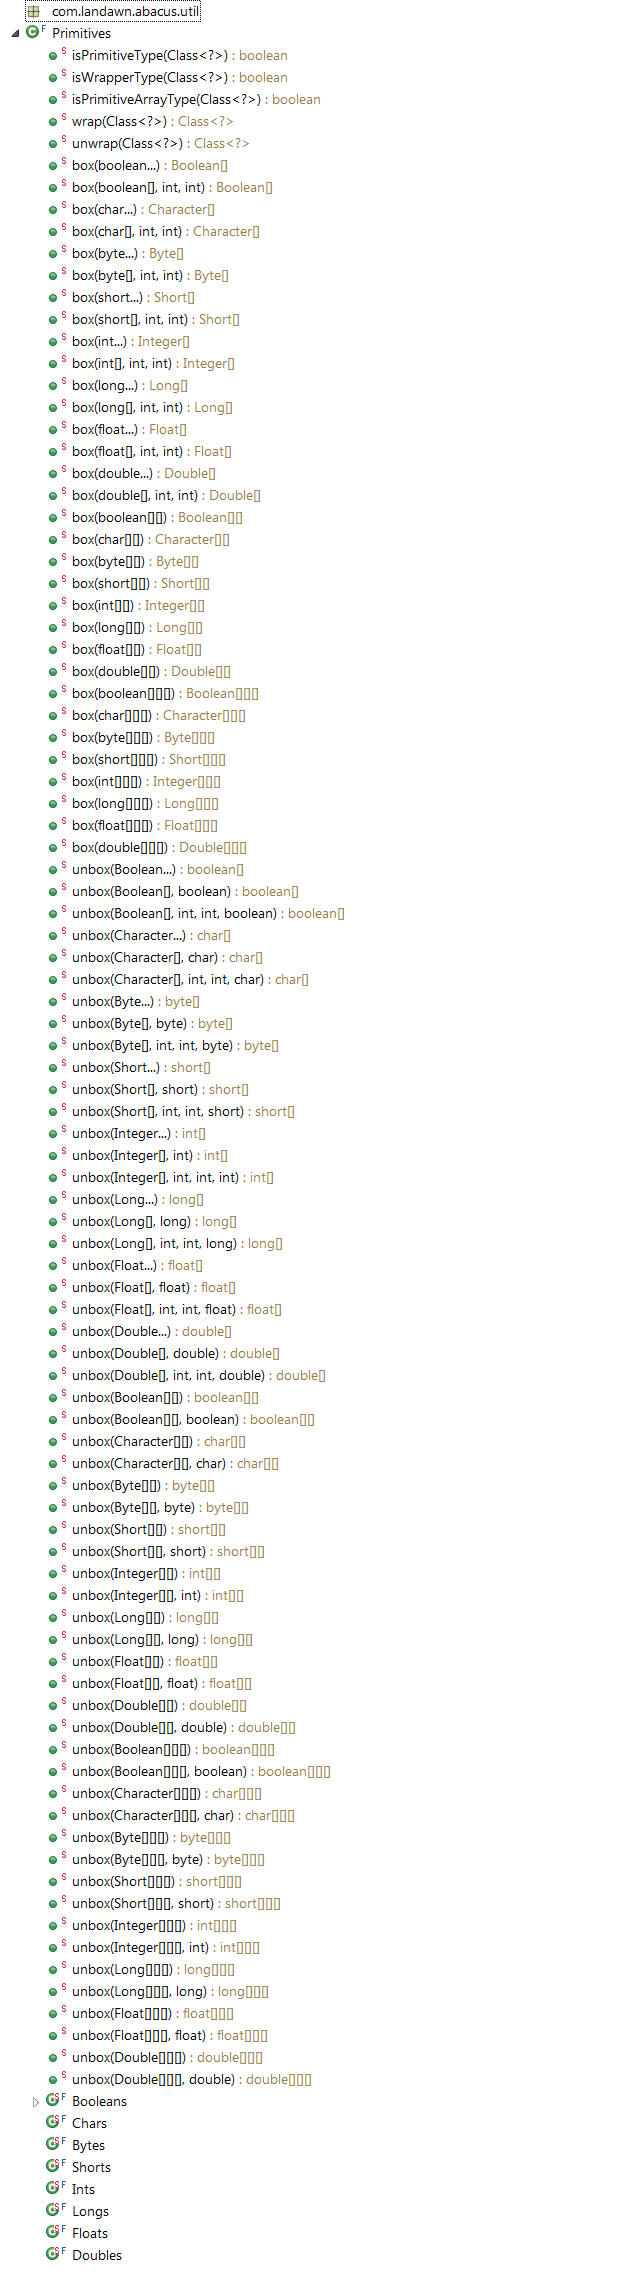 com.landawn.abacus.util
F Primitives
S isPrimitiveType(Class<?>) : boolean
S isWrapperType(Class<?>) : boolean
S isPrimitiveArrayType(Class<?>) : boolean
S wrap(Class<?>) : Class<?>
S unwrap(Class<?>) : Class<?>
S box(boolean...) : Boolean[]
S box(boolean[], int, int) : Boolean[]
S box(char...) : Character[]
S box(char[], int, int) : Character[]
S box(byte...) : Byte[]
S box(byte[], int, int) : Byte[]
S box(short...) : Short[]
S box(short[], int, int) : Short[]
S box(int...) : Integer[]
S box(int[], int, int) : Integer[]
S box(long...) : Long[]
S box(long[], int, int) : Long[]
S box(float...) : Float[]
S box(float[], int, int) : Float[]
S box(double...) : Double[]
S box(double[], int, int) : Double[]
S box(boolean[][]) : Boolean[][]
S box(char[][]) : Character[][]
S box(byte[][]) : Byte[][]
S box(short[][]) : Short[][]
S box(int[][]) : Integer[][]
S box(long[][]) : Long[][]
S box(float[][]) : Float[][]
S box(double[][]) : Double[][]
S box(boolean[][][]) : Boolean[][][]
S box(char[][][]) : Character[][][]
S box(byte[][][]) : Byte[][][]
S box(short[][][]) : Short[][][]
S box(int[][][]) : Integer[][][]
S box(long[][][]) : Long[][][]
S box(float[][][]) : Float[][][]
S box(double[][][]) : Double[][][]
S unbox(Boolean...) : boolean[]
S unbox(Boolean[], boolean) : boolean[]
S unbox(Boolean[], int, int, boolean) : boolean[]
S unbox(Character...) : char[]
S unbox(Character[], char) : char[]
S unbox(Character[], int, int, char) : char[]
S unbox(Byte...) : byte[]
S unbox(Byte[], byte) : byte[]
S unbox(Byte[], int, int, byte) : byte[]
S unbox(Short...) : short[]
S unbox(Short[], short) : short[]
S unbox(Short[], int, int, short) : short[]
S unbox(Integer...) : int[]
S unbox(Integer[], int) : int[]
S unbox(Integer[], int, int, int) : int[]
S unbox(Long...) : long[]
S unbox(Long[], long) : long[]
S unbox(Long[], int, int, long) : long[]
S unbox(Float...) : float[]
S unbox(Float[], float) : float[]
S unbox(Float[], int, int, float) : float[]
S unbox(Double...) : double[]
S unbox(Double[], double) : double[]
S unbox(Double[], int, int, double) : double[]
S unbox(Boolean[][]) : boolean[][]
S unbox(Boolean[][], boolean) : boolean[][]
S unbox(Character[][]) : char[][]
S unbox(Character[][], char) : char[][]
S unbox(Byte[][]) : byte[][]
S unbox(Byte[][], byte) : byte[][]
S unbox(Short[][]) : short[][]
S unbox(Short[][], short) : short[][]
S unbox(Integer[][]) : int[][]
S unbox(Integer[][], int) : int[][]
S unbox(Long[][]) : long[][]
S unbox(Long[][], long) : long[][]
S unbox(Float[][]) : float[][]
S unbox(Float[][], float) : float[][]
S unbox(Double[][]) : double[][]
S unbox(Double[][], double) : double[][]
S unbox(Boolean[][][]) : boolean[][][]
S unbox(Boolean[][][], boolean) : boolean[][][]
S unbox(Character[][][]) : char[][][]
S unbox(Character[][][], char) : char[][][]
S unbox(Byte[][][]) : byte[][][]
S unbox(Byte[][][], byte) : byte[][][]
S unbox(Short[][][]) : short[][][]
S unbox(Short[][][], short) : short[][][]
S unbox(Integer[][][]) : int[][][]
S unbox(Integer[][][], int) : int[][][]
S unbox(Long[][][]) : long[][][]
S unbox(Long[][][], long) : long[][][]
S unbox(Float[][][]) : float[][][]
S unbox(Float[][][], float) : float[][][]
S unbox(Double[][][]) : double[][][]
S unbox(Double[][][], double) : double[][][]
S F Booleans
S F Chars
S F Bytes
S F Shorts
S F Ints
S F Longs
S F Floats
S F Doubles